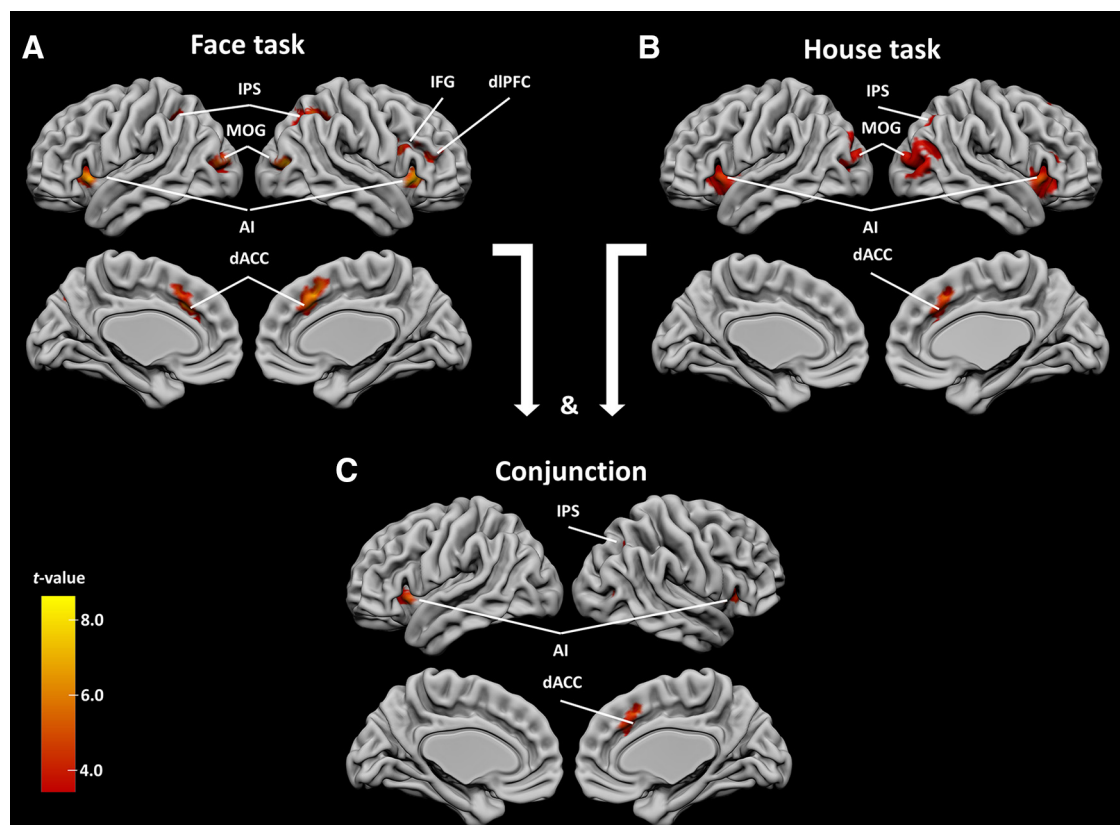 A
Face task
IPS
IFG
dlPFC
MOG
AI
dACC
B
House task
IPS
MOG
AI
dACC
&
C
Conjunction
IPS
AI
dACC
t-value
8.0
6.0
4.0